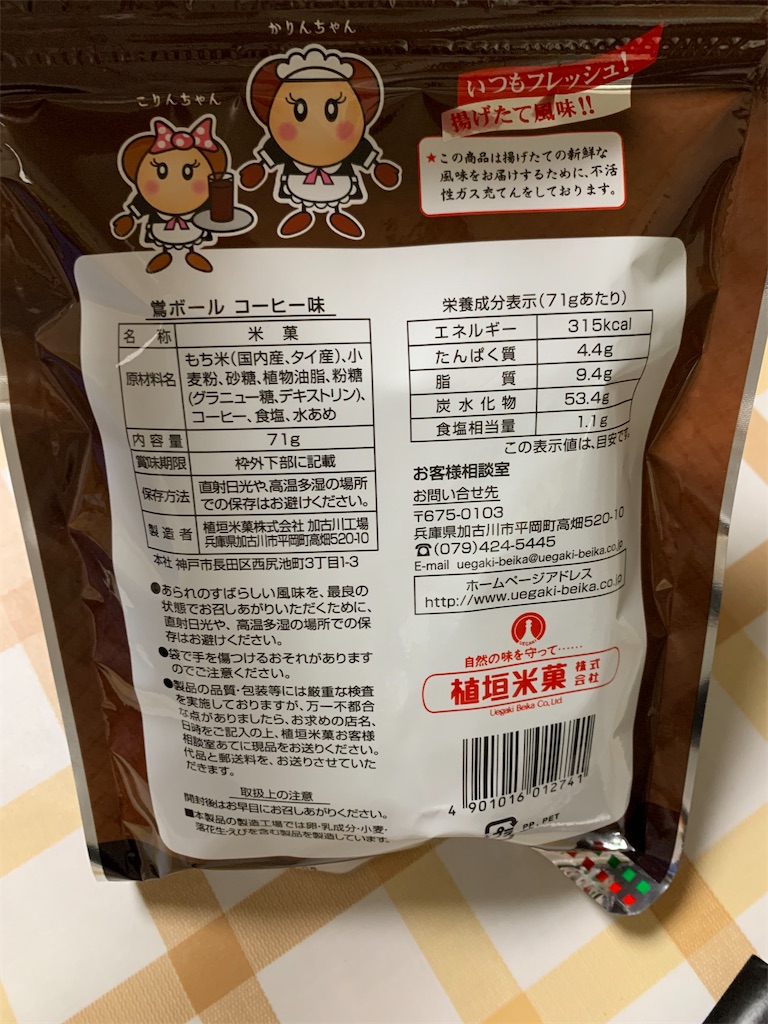 かりんちゃん
こりんちゃん
いつもフレッシュ!
揚げたて風味!!
★この商品は揚げたての新鮮な
風味をお届けするために、不活
性ガス充てんをしております。
鴬ボール コーヒー味
名 称 米 菓
原材料名 もち米(国内産、タイ産)、小
麦粉、砂糖、植物油脂、粉糖
(グラニュー糖、デキストリン)、
コーヒー、食塩、水あめ
内容量 71g
賞味期限 枠外下部に記載
保存方法 直射日光や、高温多湿の場所
での保存はお避けください。
製造者 植垣米菓株式会社 加古川工場
兵庫県加古川市平岡町高畑520-10
本社 神戸市長田区西尻池町3丁目1-3
●あられのすばらしい風味を、最良の
状態でお召しあがりいただくために、
直射日光や、高温多湿の場所での保
存はお避けください。
●袋で手を傷つけるおそれがあります
のでご注意ください。
●製品の品質・包装等には厳重な検査
を実施しておりますが、万一不都合
な点がありましたら、お求めの店名、
日時をご記入の上、植垣米菓お客様
相談室あてに現品をお送りください。
代品と郵送料を、お送りさせていた
だきます。
取扱上の注意
開封後はお早目にお召しあがりください。
■本製品の製造工場では卵・乳成分・小麦・
落花生・えびを含む製品を製造しています。
栄養成分表示(71gあたり)
エネルギー 315kcal
たんぱく質 4.4g
脂 質 9.4g
炭水化物 53.4g
食塩相当量 1.1g
この表示値は、目安です。
お客様相談室
お問い合せ先
〒675-0103
兵庫県加古川市平岡町高畑520-10
☎(079)424-5445
E-mail uegaki-beika@uegaki-beika.co.jp
ホームページアドレス
http://www.uegaki-beika.co.jp
UEGAKI
自然の味を守って……
植垣米菓 株式会社
Uegaki Beika Co., Ltd.
4 901016 012741
PP, PET